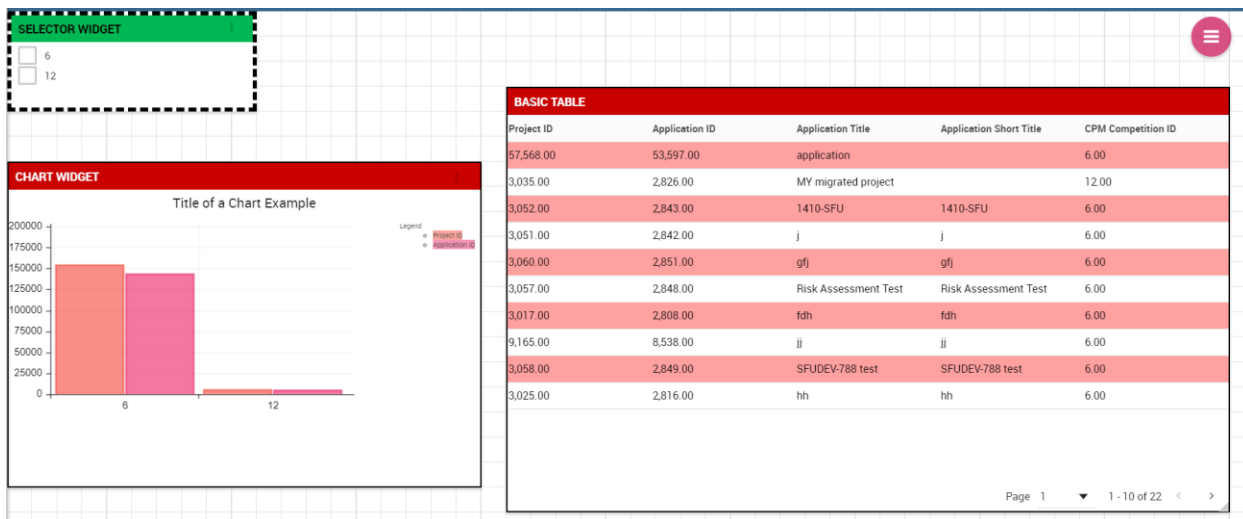 SELECTOR WIDGET
6
12
CHART WIDGET
Title of a Chart Example
200000
175000
150000
125000
100000
75000
50000
25000
0
6 12
Legend
Project ID
Application ID
BASIC TABLE
Project ID Application ID Application Title Application Short Title CPM Competition ID
57,568.00 53,597.00 application 6.00
3,035.00 2,826.00 MY migrated project 12.00
3,052.00 2,843.00 1410-SFU 1410-SFU 6.00
3,051.00 2,842.00 j j 6.00
3,060.00 2,851.00 gfj gfj 6.00
3,057.00 2,848.00 Risk Assessment Test Risk Assessment Test 6.00
3,017.00 2,808.00 fdh fdh 6.00
9,165.00 8,538.00 jj jj 6.00
3,058.00 2,849.00 SFUDEV-788 test SFUDEV-788 test 6.00
3,025.00 2,816.00 hh hh 6.00
Page 1 1 - 10 of 22